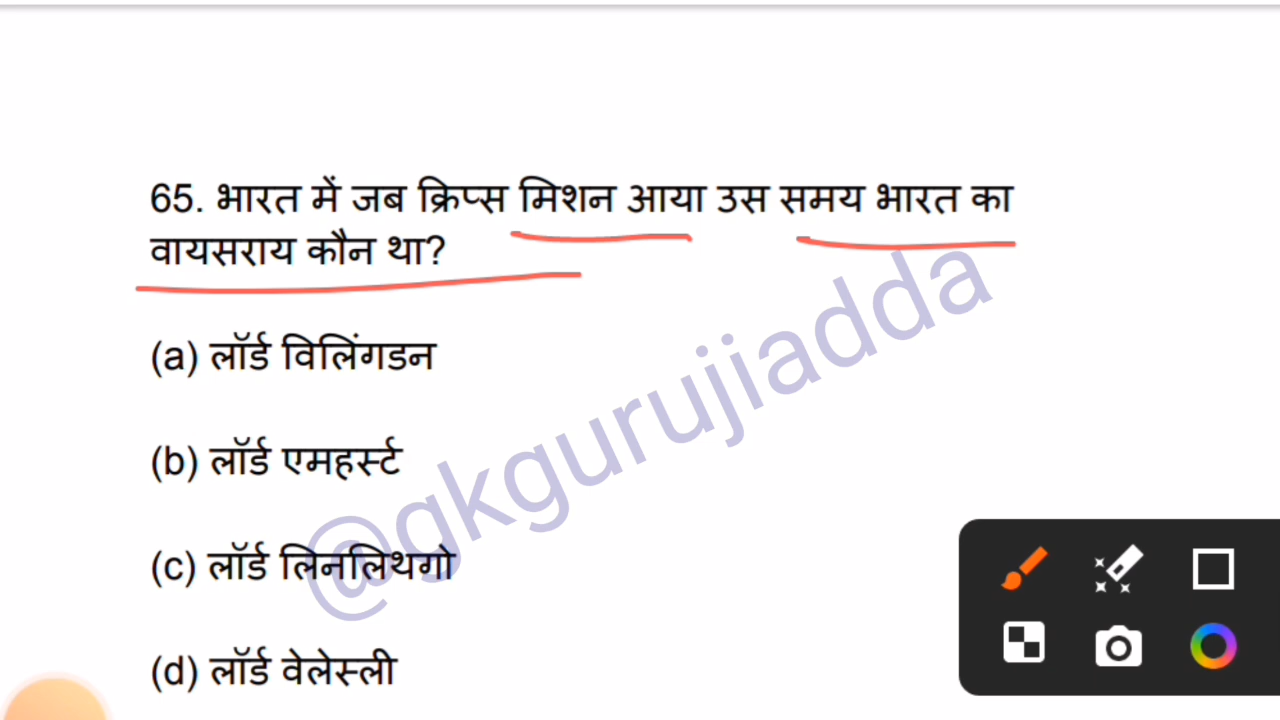 65. भारत में जब क्रिप्स मिशन आया उस समय भारत का
वायसराय कौन था?
(a) लॉर्ड विलिंगडन
(b) लॉर्ड एमहर्स्ट
(c) लॉर्ड लिनलिथगो
(d) लॉर्ड वेलेस्ली
@gkgurujiadda